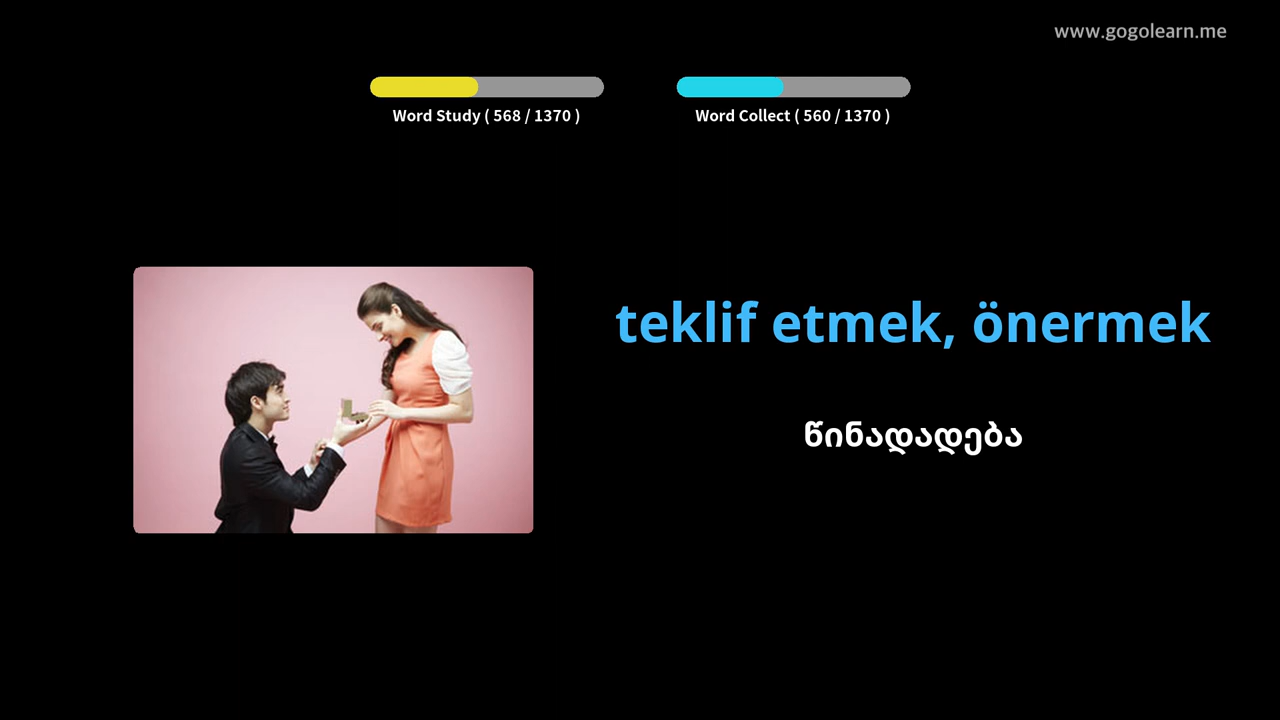 www.gogolearn.me
Word Study ( 568 / 1370 )
Word Collect ( 560 / 1370 )
teklif etmek, önermek
წინადადება